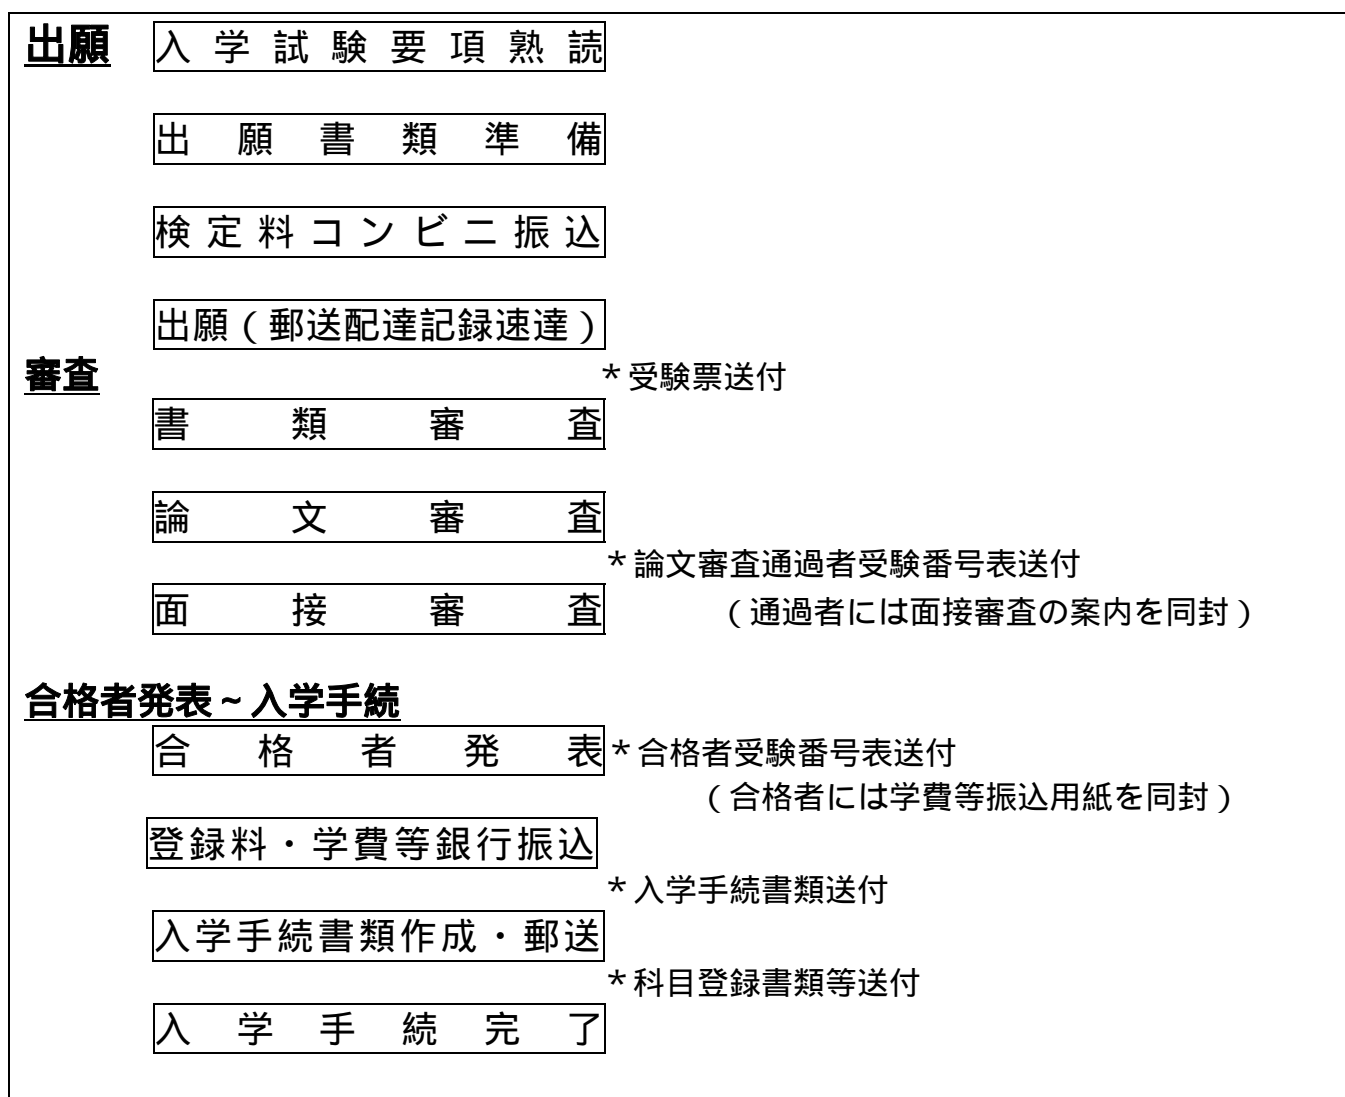 出願 入学試験要項熟読
出願書類準備
検定料コンビニ振込
出願(郵送配達記録速達)
審査 *受験票送付
書類審査
論文審査
*論文審査通過者受験番号表送付
面接審査 (通過者には面接審査の案内を同封)
合格者発表~入学手続
合格者発表 *合格者受験番号表送付
(合格者には学費等振込用紙を同封)
登録料・学費等銀行振込
*入学手続書類送付
入学手続書類作成・郵送
*科目登録書類等送付
入学手続完了